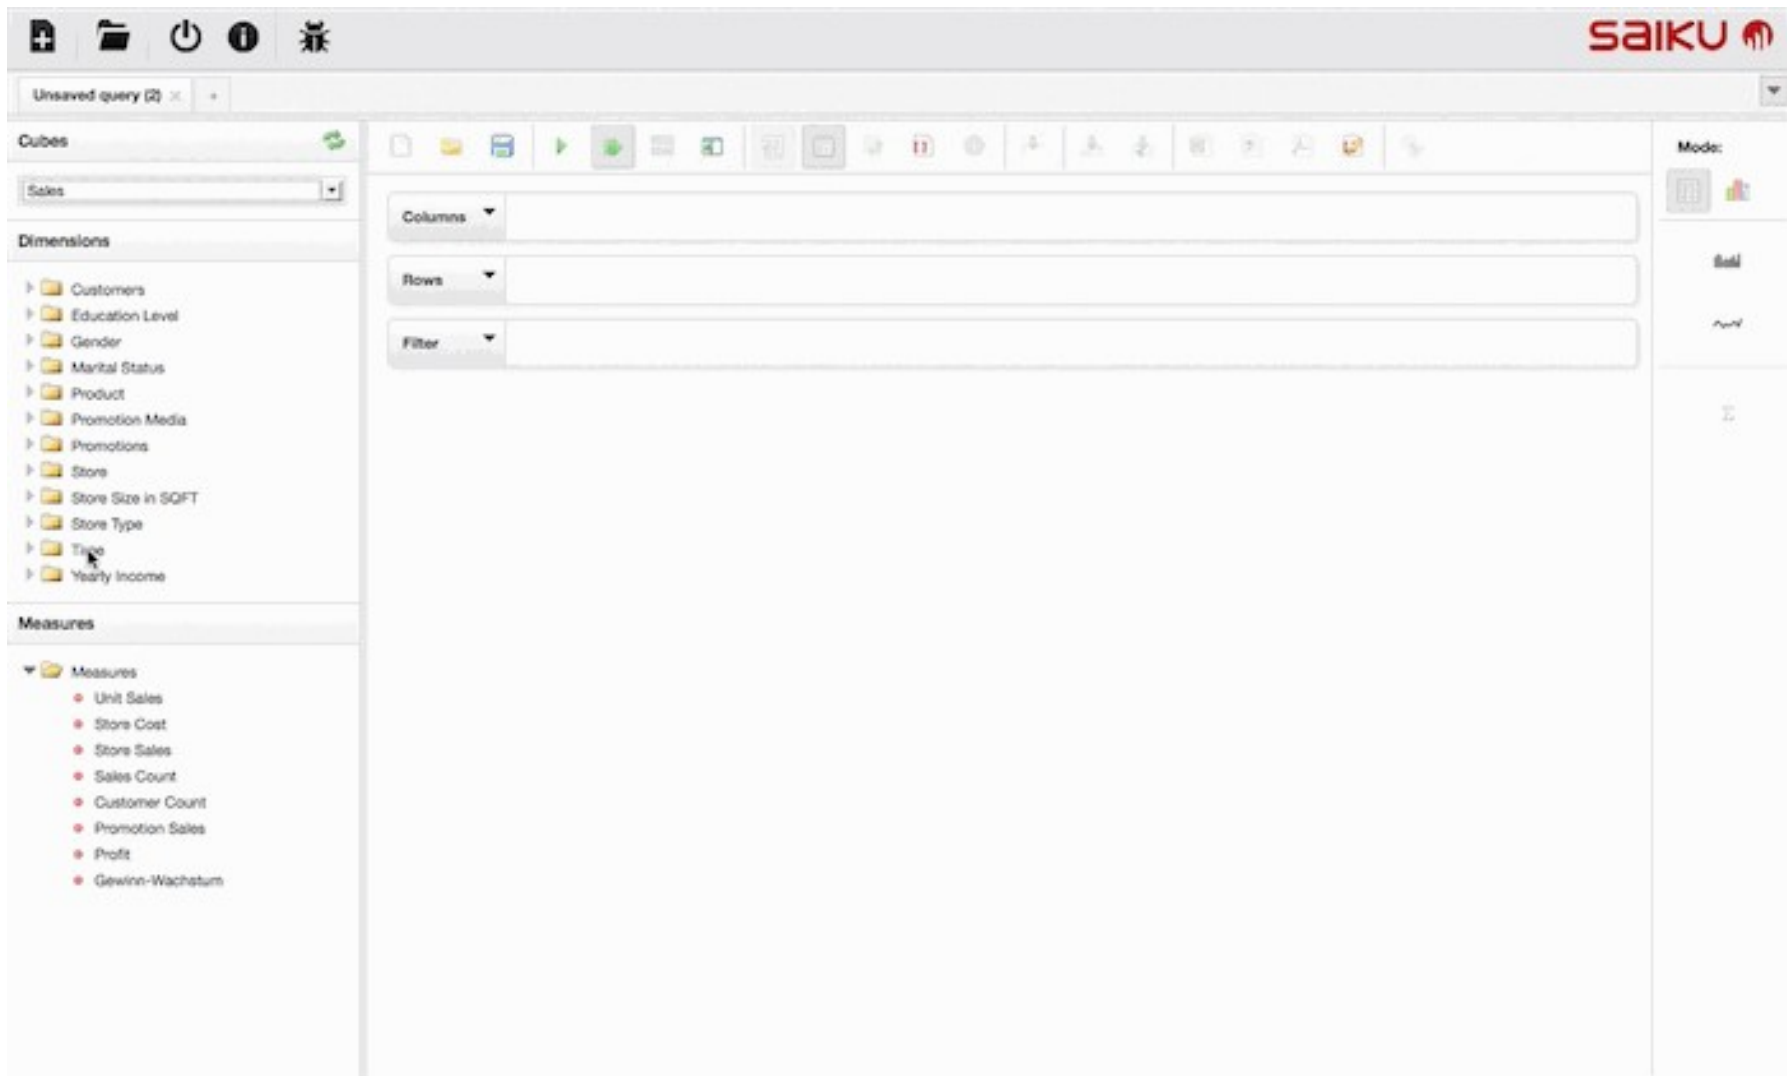 saiku
Unsaved query (2)
Cubes
Sales
Dimensions
Customers
Education Level
Gender
Marital Status
Product
Promotion Media
Promotions
Store
Store Size in SQFT
Store Type
Time
Yearly Income
Measures
Measures
Unit Sales
Store Cost
Store Sales
Sales Count
Customer Count
Promotion Sales
Profit
Gewinn-Wachstum
Columns
Rows
Filter
Mode: